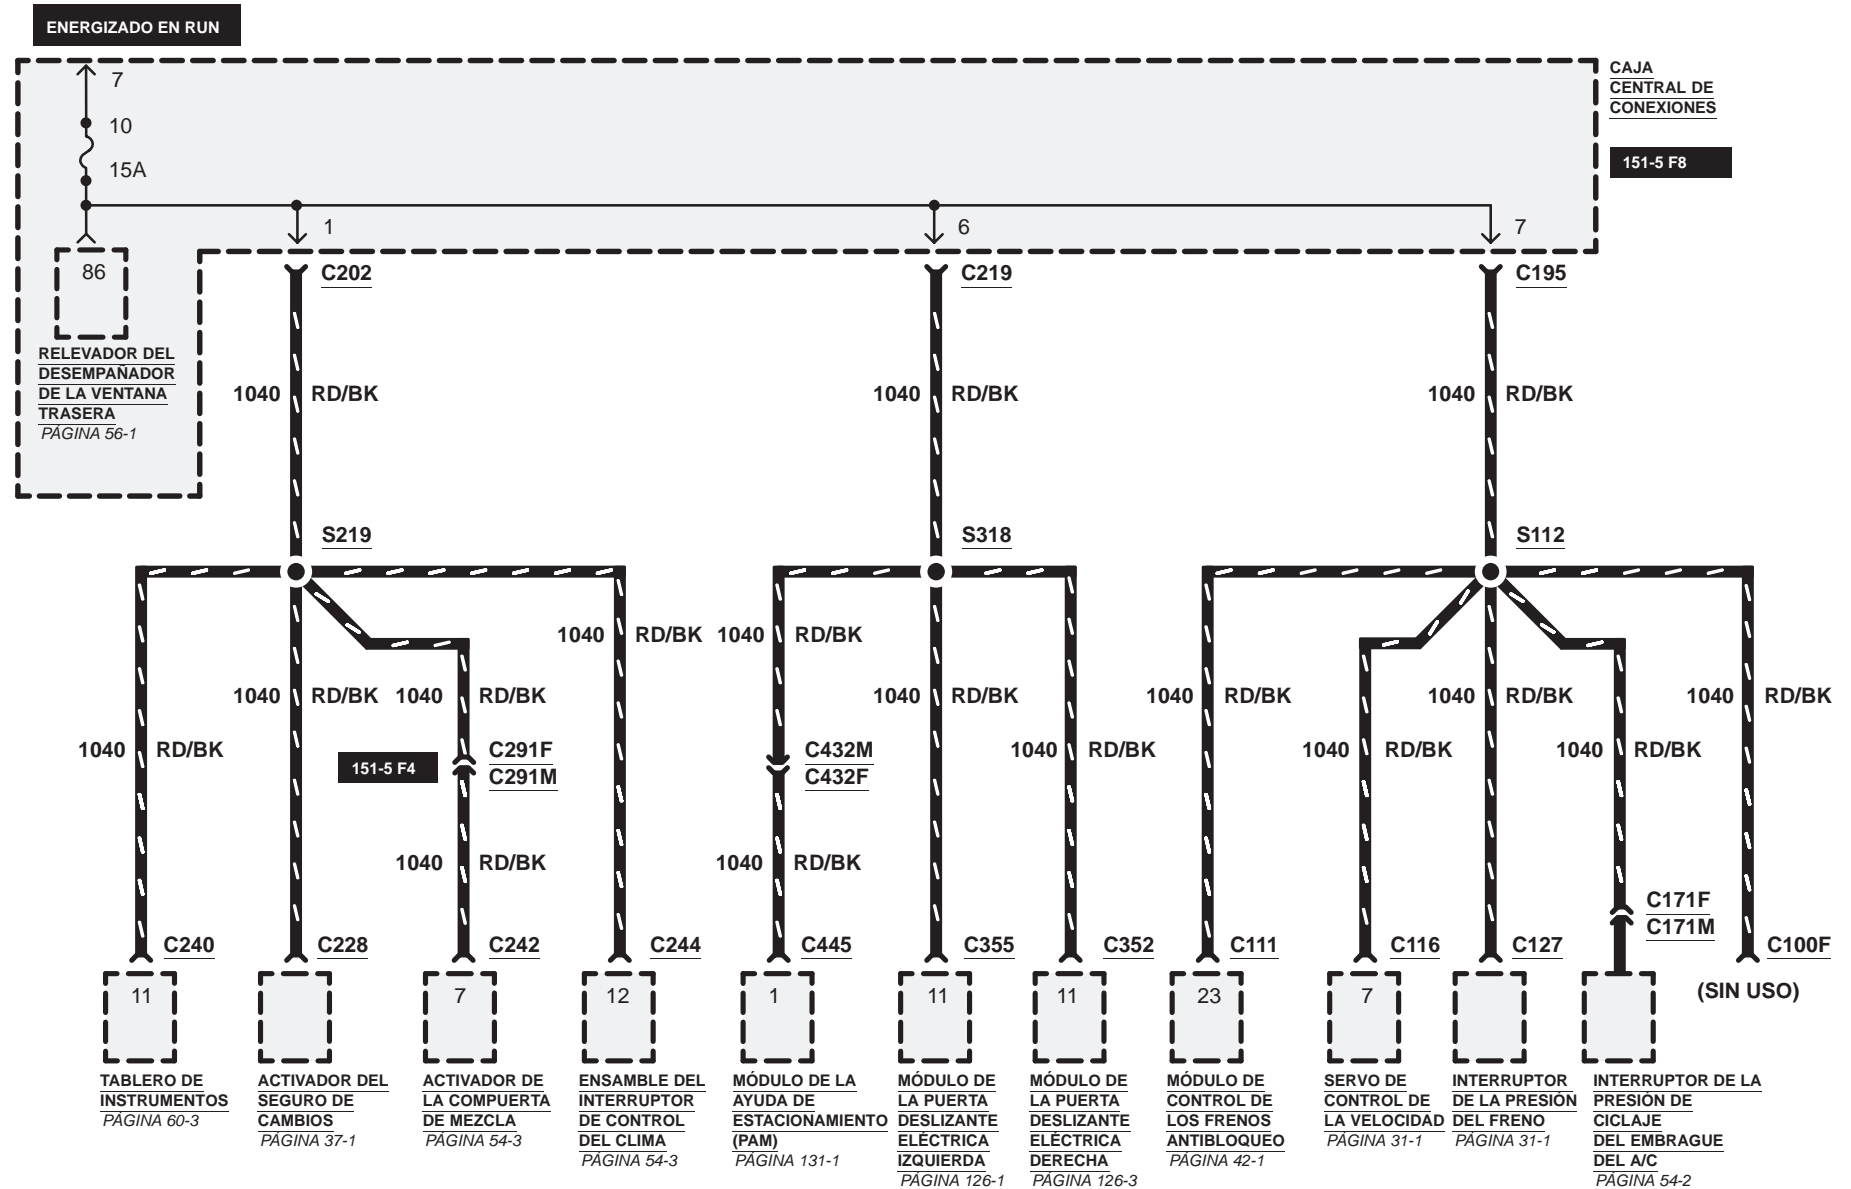 ENERGIZADO EN RUN
7
10
15A
CAJA
CENTRAL DE
CONEXIONES
151-5 F8
1
6
7
86
C202
C219
C195
RELEVADOR DEL
DESEMPAÑADOR
DE LA VENTANA
TRASERA
PÁGINA 56-1
1040 RD/BK
1040 RD/BK
1040 RD/BK
S219
S318
S112
1040 RD/BK
1040 RD/BK
1040 RD/BK
1040 RD/BK
1040 RD/BK
1040 RD/BK
1040 RD/BK
1040 RD/BK
1040 RD/BK
1040 RD/BK
1040 RD/BK
1040 RD/BK
1040 RD/BK
151-5 F4
C291F
C291M
C432M
C432F
1040 RD/BK
1040 RD/BK
C171F
C171M
C240
C228
C242
C244
C445
C355
C352
C111
C116
C127
C100F
(SIN USO)
11
7
12
1
11
11
23
7
TABLERO DE
INSTRUMENTOS
PÁGINA 60-3
ACTIVADOR DEL
SEGURO DE
CAMBIOS
PÁGINA 37-1
ACTIVADOR DE
LA COMPUERTA
DE MEZCLA
PÁGINA 54-3
ENSAMBLE DEL
INTERRUPTOR
DE CONTROL
DEL CLIMA
PÁGINA 54-3
MÓDULO DE LA
AYUDA DE
ESTACIONAMIENTO
(PAM)
PÁGINA 131-1
MÓDULO DE
LA PUERTA
DESLIZANTE
ELÉCTRICA
IZQUIERDA
PÁGINA 126-1
MÓDULO DE
LA PUERTA
DESLIZANTE
ELÉCTRICA
DERECHA
PÁGINA 126-3
MÓDULO DE
CONTROL DE
LOS FRENOS
ANTIBLOQUEO
PÁGINA 42-1
SERVO DE
CONTROL DE
LA VELOCIDAD
PÁGINA 31-1
INTERRUPTOR
DE LA PRESIÓN
DEL FRENO
PÁGINA 31-1
INTERRUPTOR DE LA
PRESIÓN DE
CICLAJE
DEL EMBRAGUE
DEL A/C
PÁGINA 54-2